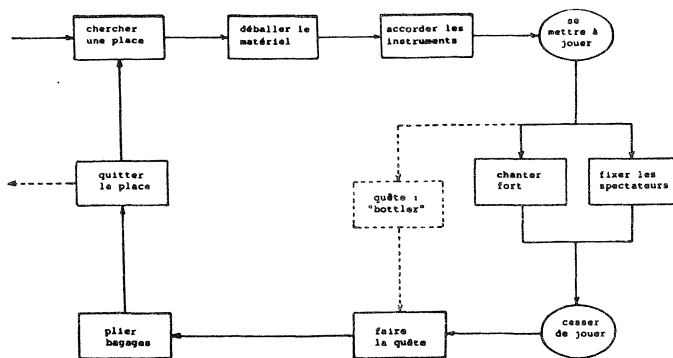 chercher
une place
déballer le
matériel
accorder les
instruments
se
mettre à
jouer
quitter
la place
quête :
"bottler"
chanter
fort
fixer les
spectateurs
plier
bagages
faire
la quête
cesser
de jouer